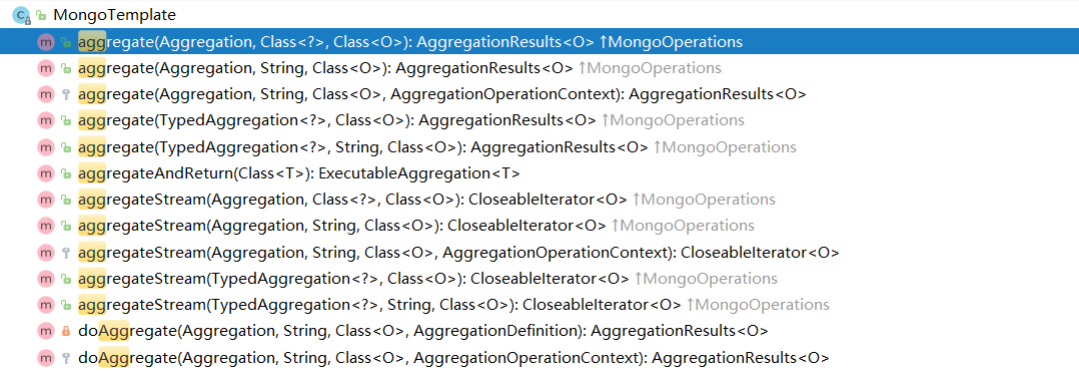 MongoTemplate
aggregate(Aggregation, Class<?>, Class<O>): AggregationResults<O> ↑MongoOperations
aggregate(Aggregation, String, Class<O>): AggregationResults<O> ↑MongoOperations
aggregate(Aggregation, String, Class<O>, AggregationOperationContext): AggregationResults<O>
aggregate(TypedAggregation<?>, Class<O>): AggregationResults<O> ↑MongoOperations
aggregate(TypedAggregation<?>, String, Class<O>): AggregationResults<O> ↑MongoOperations
aggregateAndReturn(Class<T>): ExecutableAggregation<T>
aggregateStream(Aggregation, Class<?>, Class<O>): CloseableIterator<O> ↑MongoOperations
aggregateStream(Aggregation, String, Class<O>): CloseableIterator<O> ↑MongoOperations
aggregateStream(Aggregation, String, Class<O>, AggregationOperationContext): CloseableIterator<O>
aggregateStream(TypedAggregation<?>, Class<O>): CloseableIterator<O> ↑MongoOperations
aggregateStream(TypedAggregation<?>, String, Class<O>): CloseableIterator<O> ↑MongoOperations
doAggregate(Aggregation, String, Class<O>, AggregationDefinition): AggregationResults<O>
doAggregate(Aggregation, String, Class<O>, AggregationOperationContext): AggregationResults<O>